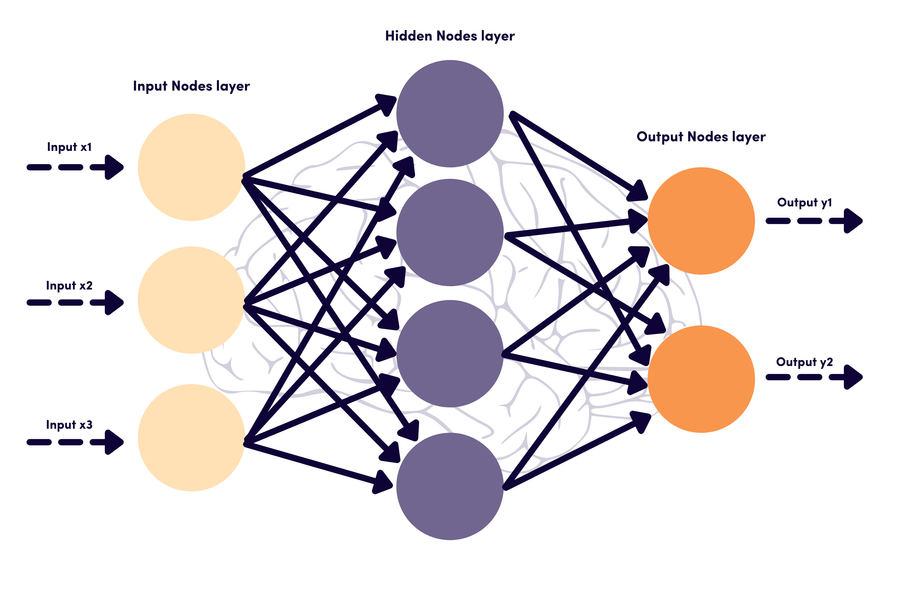 Hidden Nodes layer
Input Nodes layer
Output Nodes layer
Input x1
Output y1
Input x2
Output y2
Input x3